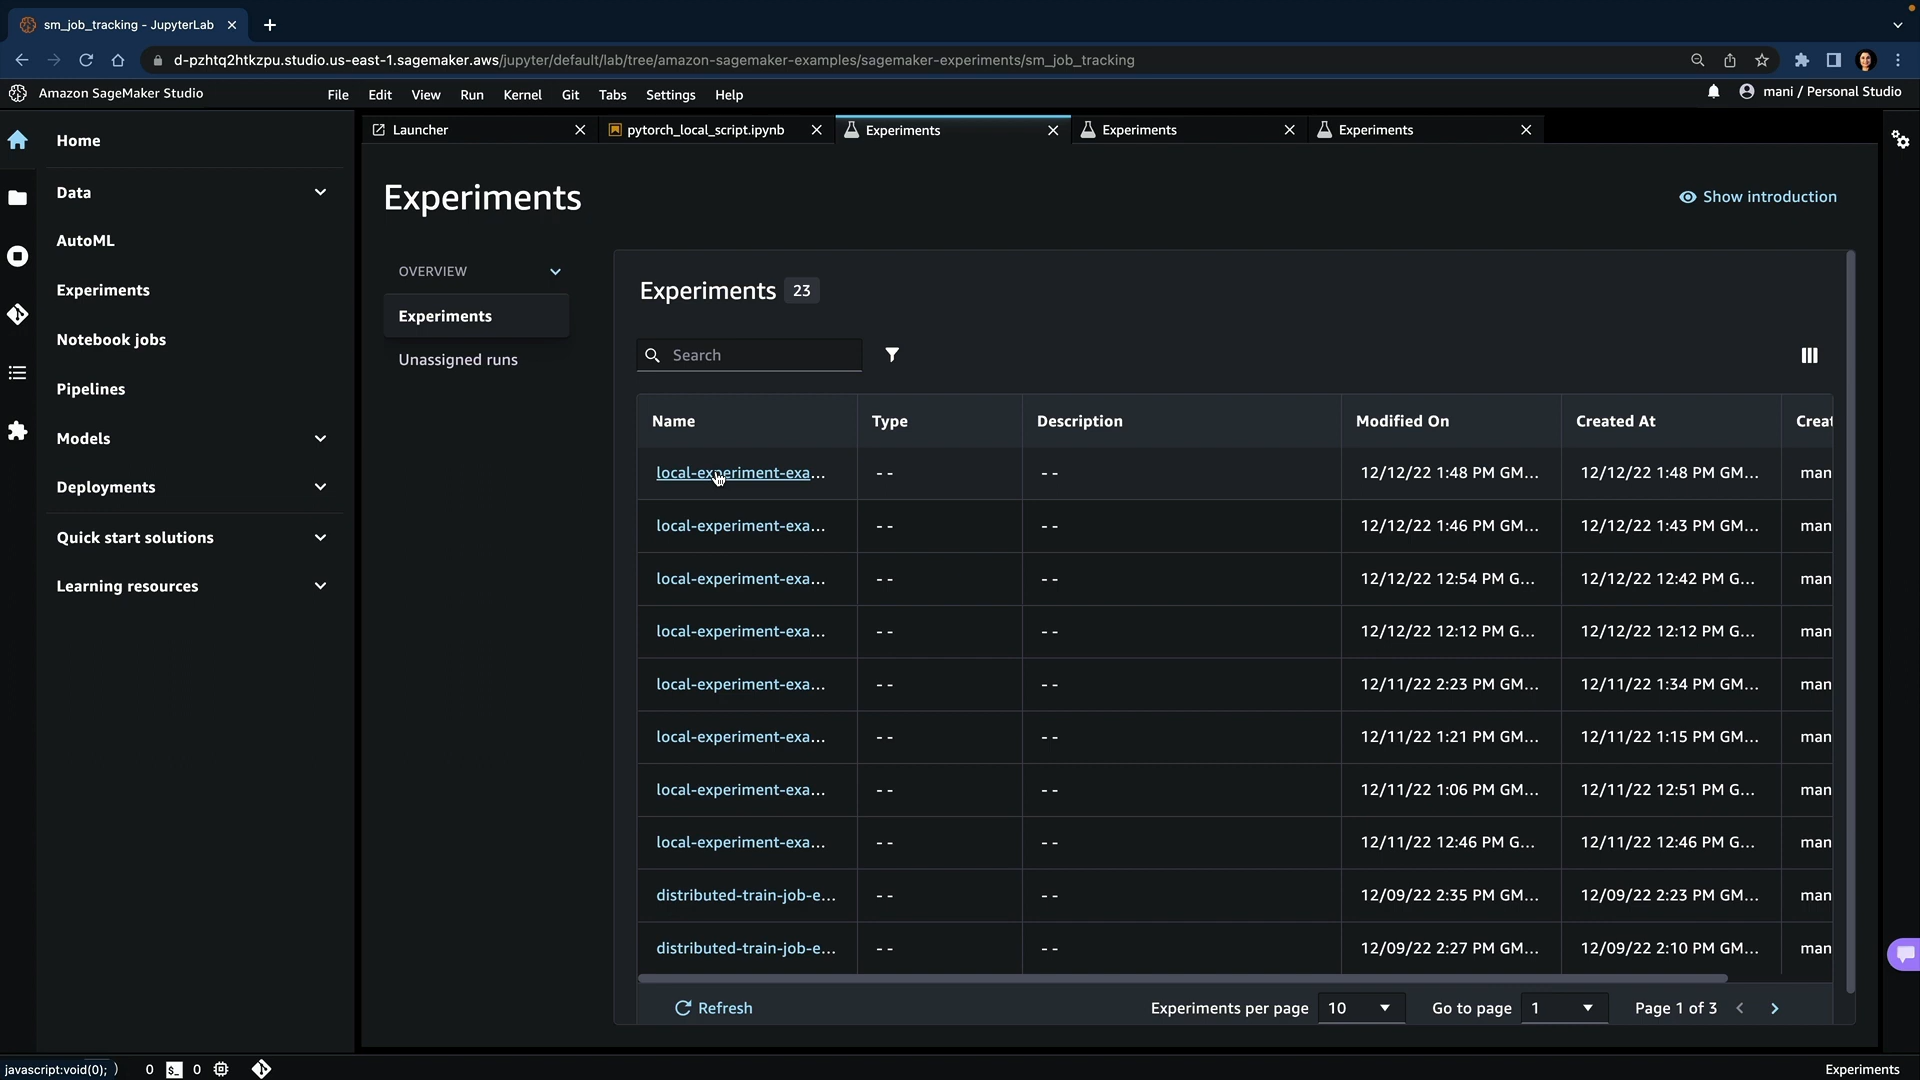 sm_job_tracking - JupyterLab
d-pzhtq2htkzpu.studio.us-east-1.sagemaker.aws/jupyter/default/lab/tree/amazon-sagemaker-examples/sagemaker-experiments/sm_job_tracking
Amazon SageMaker Studio File Edit View Run Kernel Git Tabs Settings Help mani / Personal Studio
Launcher pytorch_local_script.ipynb Experiments Experiments Experiments
Home
Data
AutoML
Experiments
Notebook jobs
Pipelines
Models
Deployments
Quick start solutions
Learning resources
Experiments
Show introduction
OVERVIEW
Experiments
Unassigned runs
Experiments 23
Search
Name Type Description Modified On Created At Creat
local-experiment-exa... -- -- 12/12/22 1:48 PM GM... 12/12/22 1:48 PM GM... man
local-experiment-exa... -- -- 12/12/22 1:46 PM GM... 12/12/22 1:43 PM GM... man
local-experiment-exa... -- -- 12/12/22 12:54 PM G... 12/12/22 12:42 PM G... man
local-experiment-exa... -- -- 12/12/22 12:12 PM G... 12/12/22 12:12 PM G... man
local-experiment-exa... -- -- 12/11/22 2:23 PM GM... 12/11/22 1:34 PM GM... man
local-experiment-exa... -- -- 12/11/22 1:21 PM GM... 12/11/22 1:15 PM GM... man
local-experiment-exa... -- -- 12/11/22 1:06 PM GM... 12/11/22 12:51 PM G... man
local-experiment-exa... -- -- 12/11/22 12:46 PM G... 12/11/22 12:46 PM G... man
distributed-train-job-e... -- -- 12/09/22 2:35 PM GM... 12/09/22 2:23 PM GM... man
distributed-train-job-e... -- -- 12/09/22 2:27 PM GM... 12/09/22 2:10 PM GM... man
Refresh Experiments per page 10 Go to page 1 Page 1 of 3
javascript:void(0); ) 0 $_ 0 Experiments